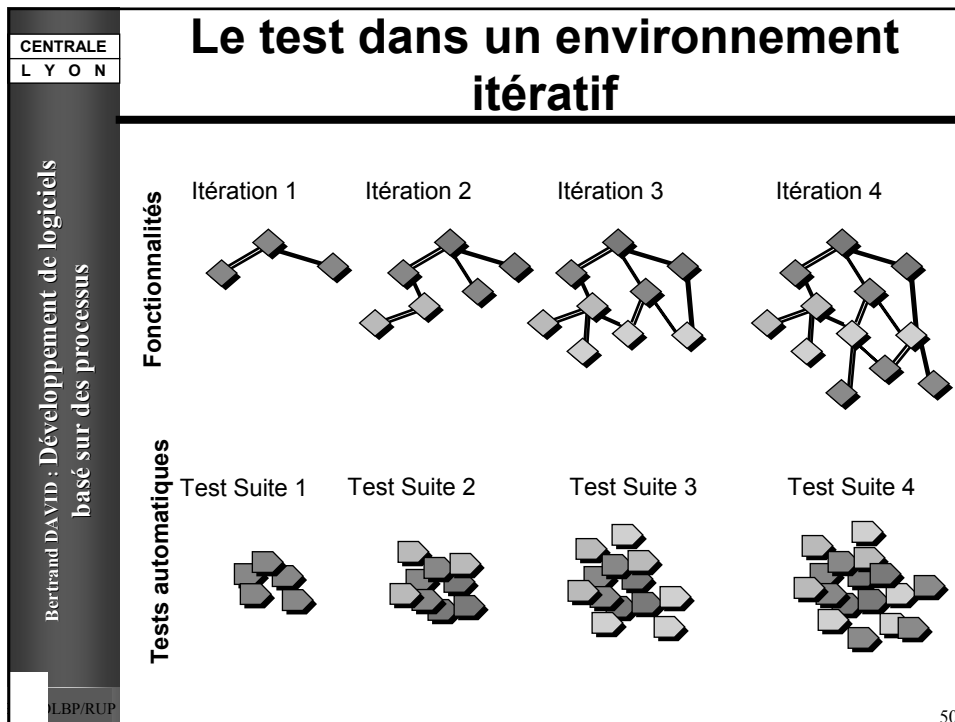 CENTRALE
L Y O N
Le test dans un environnement
itératif
Bertrand DAVID : Développement de logiciels
basé sur des processus
Fonctionnalités
Itération 1
Itération 2
Itération 3
Itération 4
Tests automatiques
Test Suite 1
Test Suite 2
Test Suite 3
Test Suite 4
LBP/RUP
50